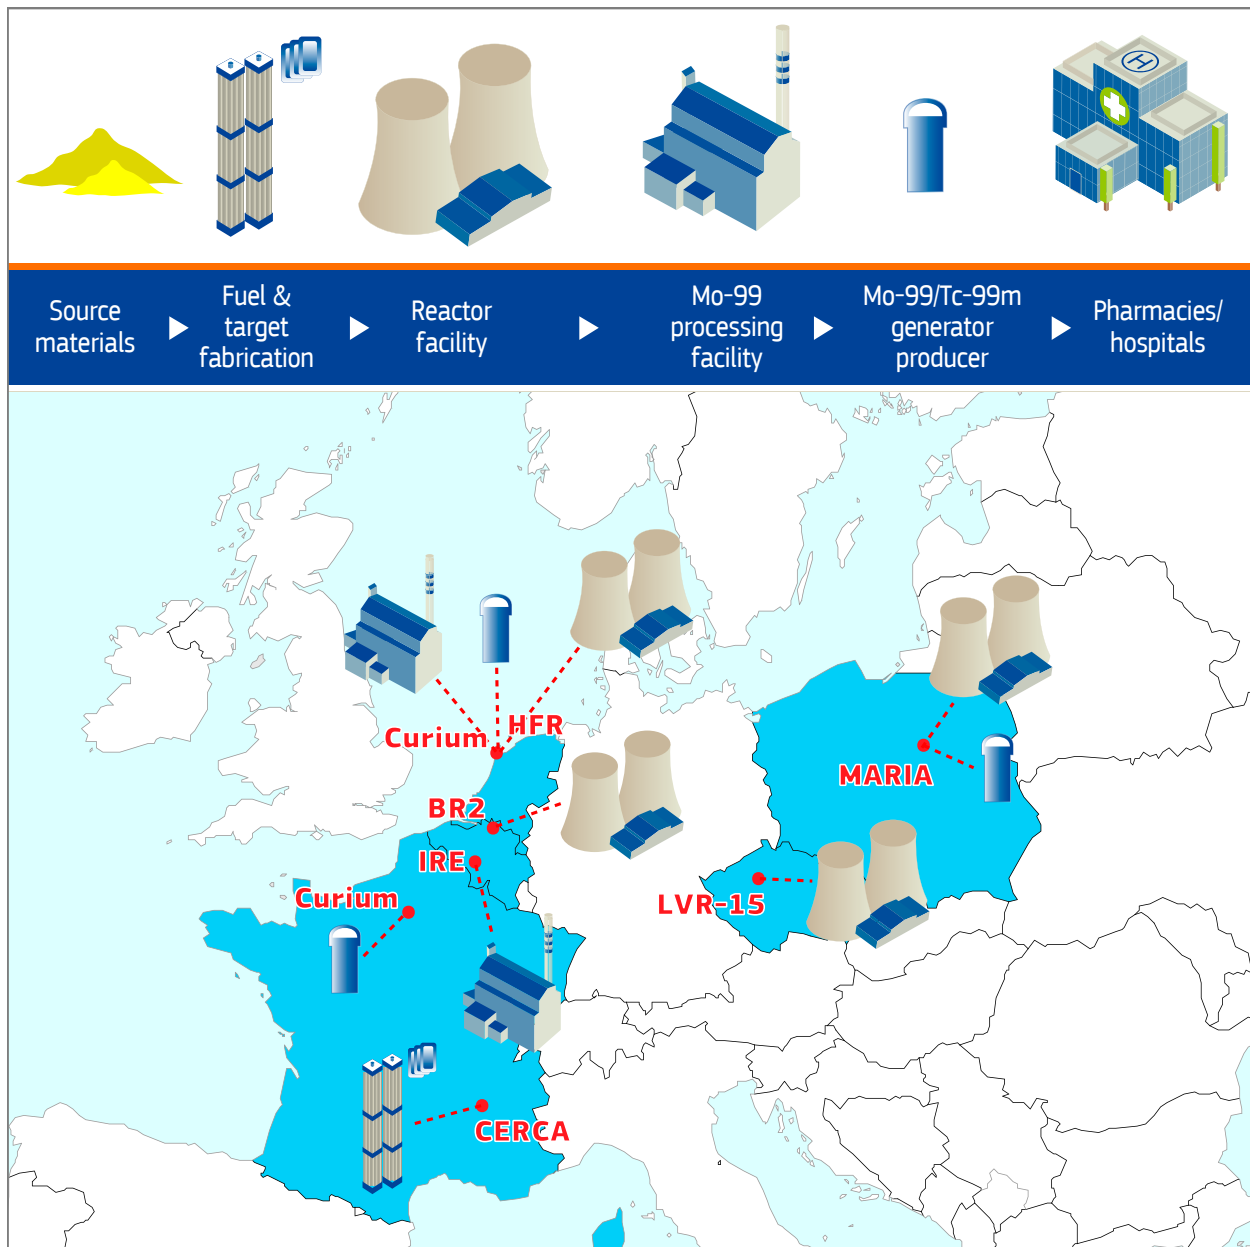 Source
materials
Fuel &
target
fabrication
Reactor
facility
Mo-99
processing
facility
Mo-99/Tc-99m
generator
producer
Pharmacies/
hospitals
H
HFR
Curium
MARIA
BR2
IRE
Curium
LVR-15
CERCA